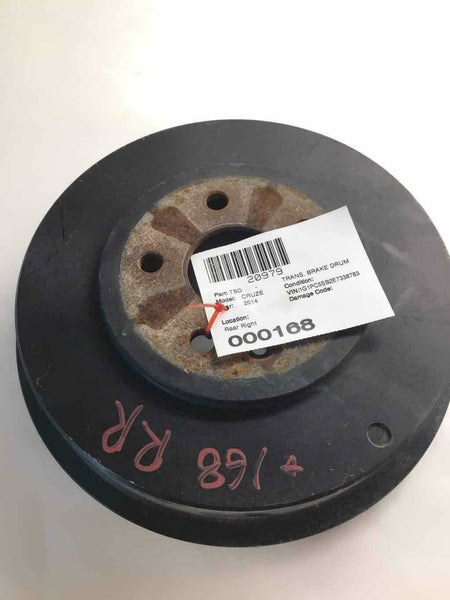 20979
Part: TBD - TRANS. BRAKE DRUM
Model: CRUZE Condition:
2014 VIN:1G1PC5SB2E7338783
Damage Code:
Location:
Rear Right
000168
+168 RR